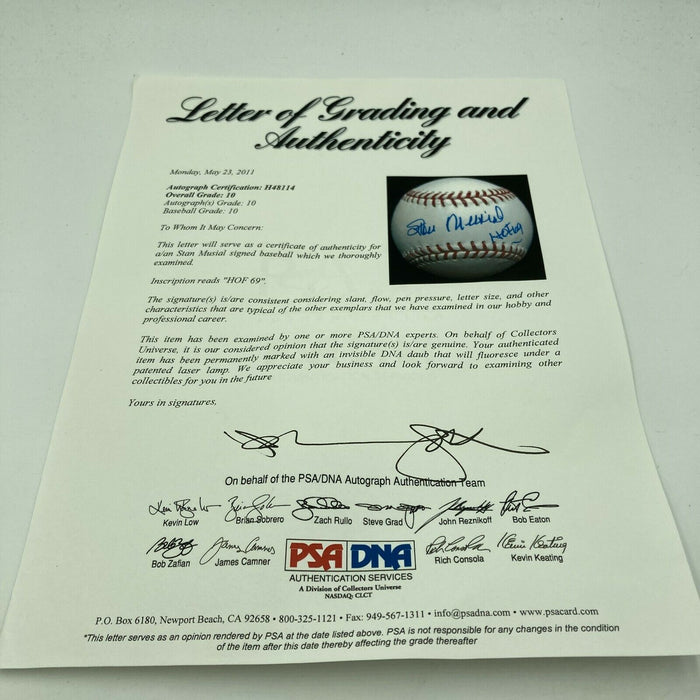 Letter of Grading and
Authenticity
Monday, May 23, 2011
Autograph Certification: H48114
Overall Grade: 10
Autograph(s) Grade: 10
Baseball Grade: 10
To Whom It May Concern:
This letter will serve as a certificate of authenticity for
a/an Stan Musial signed baseball which we thoroughly
examined.
Stan Musial
HOF 69
Inscription reads "HOF 69".
The signature(s) is/are consistent considering slant, flow, pen pressure, letter size, and other
characteristics that are typical of the other exemplars that we have examined in our hobby and
professional career.
This item has been examined by one or more PSA/DNA experts. On behalf of Collectors
Universe, it is our considered opinion that the signature(s) is/are genuine. Your authenticated
item has been permanently marked with an invisible DNA daub that will fluoresce under a
patented laser lamp. We appreciate your business and look forward to examining other
collectibles for you in the future
Yours in signatures,
On behalf of the PSA/DNA Autograph Authentication Team
Kevin Low
Brian Sobrero
Zach Rullo
Steve Grad
John Reznikoff
Bob Eaton
James Camner
Rich Consola
Kevin Keating
Bob Zafian
James Camner
PSA DNA
Rich Consola
Kevin Keating
AUTHENTICATION SERVICES
A Division of Collectors Universe
NASDAQ: CLCT
P.O. Box 6180, Newport Beach, CA 92658 • 800-325-1121 • Fax: 949-567-1311 • info@psadna.com • www.psacard.com
*This letter serves as an opinion rendered by PSA at the date listed above. PSA is not responsible for any changes in the condition
of the item after this date thereby affecting the grade thereafter